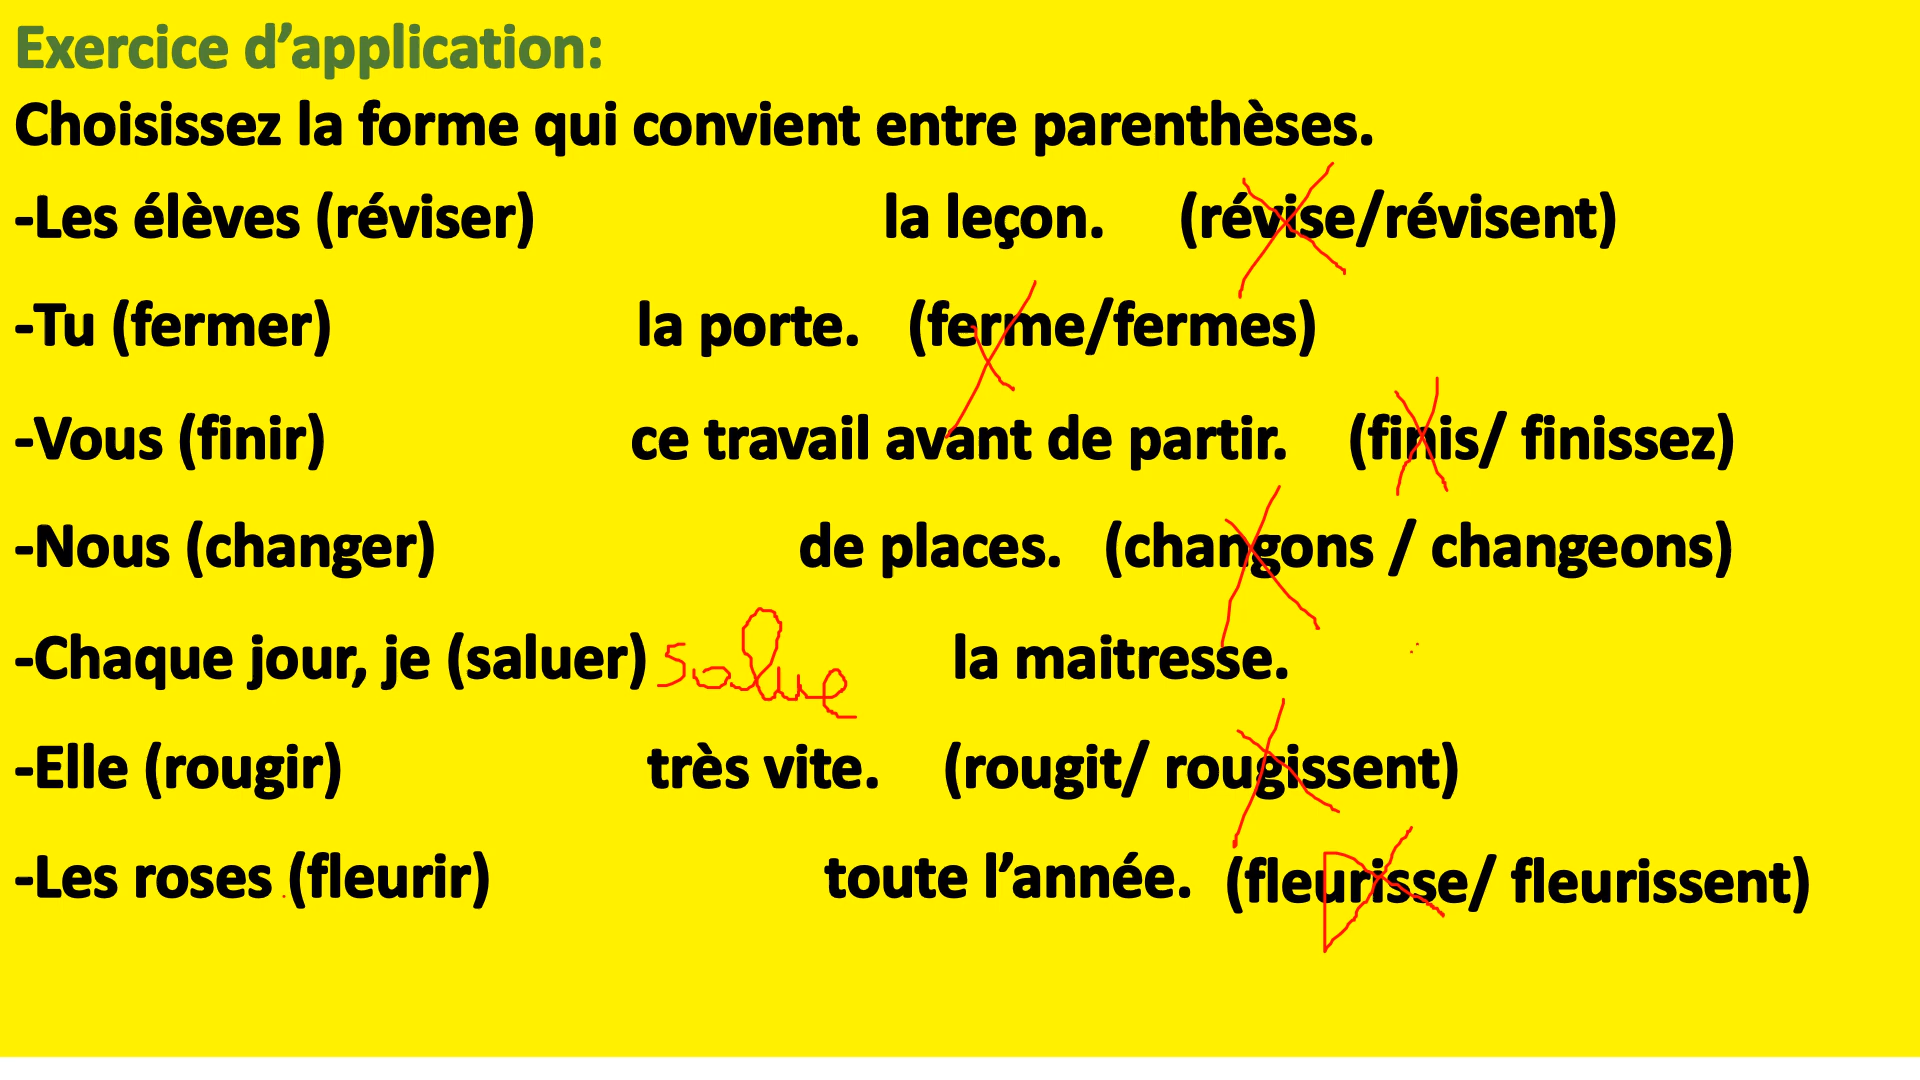 Exercice d’application:
Choisissez la forme qui convient entre parenthèses.
-Les élèves (réviser) la leçon. (révise/révisent)
-Tu (fermer) la porte. (ferme/fermes)
-Vous (finir) ce travail avant de partir. (finis/ finissez)
-Nous (changer) de places. (changons / changeons)
-Chaque jour, je (saluer) salue la maitresse.
-Elle (rougir) très vite. (rougit/ rougissent)
-Les roses (fleurir) toute l’année. (fleurisse/ fleurissent)